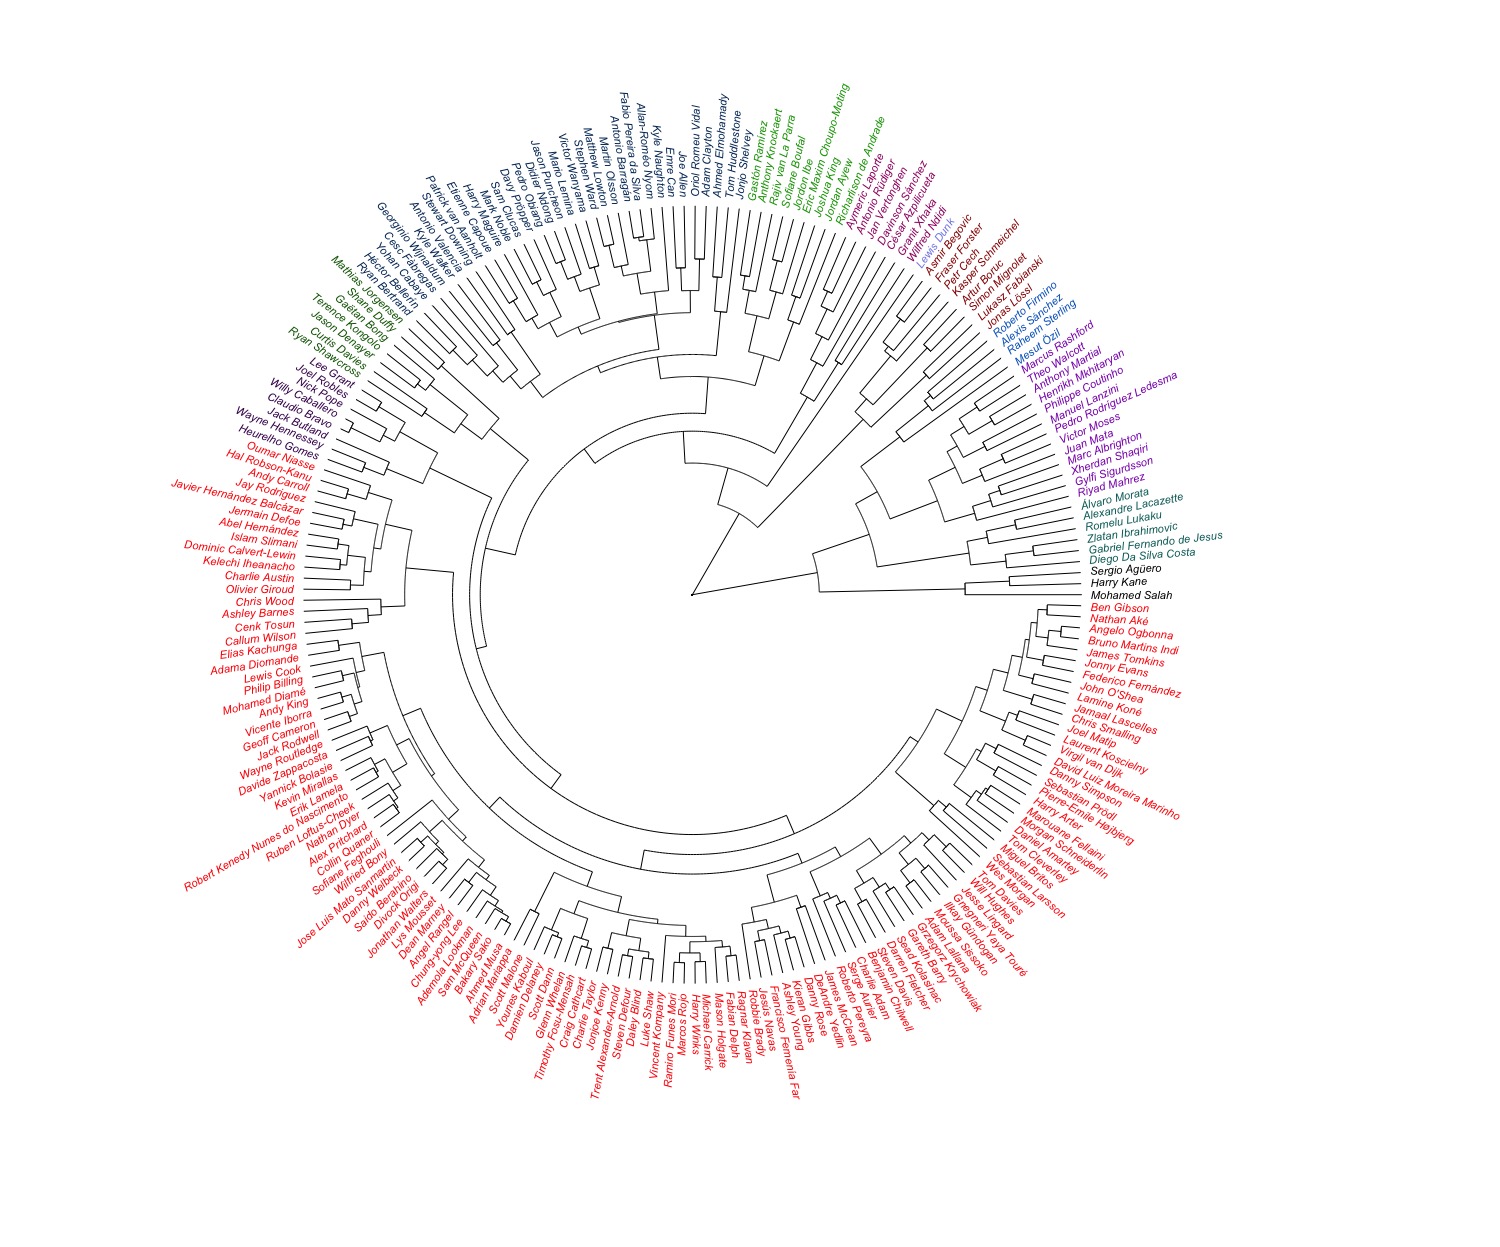 Mohamed Salah
Harry Kane
Sergio Agüero
Diego Da Silva Costa
Gabriel Fernando de Jesus
Zlatan Ibrahimovic
Romelu Lukaku
Alexandre Lacazette
Álvaro Morata
Riyad Mahrez
Gylfi Sigurdsson
Xherdan Shaqiri
Marc Albrighton
Juan Mata
Victor Moses
Pedro Rodríguez Ledesma
Manuel Lanzini
Philippe Coutinho
Henrikh Mkhitaryan
Anthony Martial
Theo Walcott
Marcus Rashford
Mesut Özil
Raheem Sterling
Alexis Sánchez
Roberto Firmino
Jonas Lössl
Lukasz Fabianski
Simon Mignolet
Artur Boruc
Kasper Schmeichel
Petr Cech
Fraser Forster
Asmir Begovic
Lewis Dunk
Wilfred Ndidi
Granit Xhaka
César Azpilicueta
Davinson Sánchez
Jan Vertonghen
Antonio Rüdiger
Aymeric Laporte
Richarlison de Andrade
Jordan Ayew
Joshua King
Eric Maxim Choupo-Moting
Jordon Ibe
Sofiane Boufal
Rajiv van La Parra
Anthony Knockaert
Gastón Ramírez
Jonjo Shelvey
Tom Huddlestone
Ahmed Elmohamady
Adam Clayton
Oriol Romeu Vidal
Joe Allen
Emre Can
Kyle Naughton
Allan-Roméo Nyom
Fabio Pereira da Silva
Antonio Barragán
Martin Olsson
Matthew Lowton
Stephen Ward
Victor Wanyama
Mario Lemina
Jason Puncheon
Didier Ndong
Pedro Obiang
Davy Pröpper
Sam Clucas
Mark Noble
Harry Maguire
Etienne Capoue
Patrick van Aanholt
Stewart Downing
Antonio Valencia
Kyle Walker
Georginio Wijnaldum
Cesc Fàbregas
Yohan Cabaye
Héctor Bellerín
Ryan Bertrand
Mathias Jorgensen
Shane Duffy
Gaëtan Bong
Terence Kongolo
Jason Denayer
Curtis Davies
Ryan Shawcross
Lee Grant
Joel Robles
Nick Pope
Willy Caballero
Claudio Bravo
Jack Butland
Wayne Hennessey
Heurelho Gomes
Oumar Niasse
Hal Robson-Kanu
Andy Carroll
Jay Rodriguez
Javier Hernández Balcázar
Jermain Defoe
Abel Hernández
Islam Slimani
Dominic Calvert-Lewin
Kelechi Iheanacho
Charlie Austin
Olivier Giroud
Chris Wood
Ashley Barnes
Cenk Tosun
Callum Wilson
Elias Kachunga
Adama Diomande
Lewis Cook
Philip Billing
Mohamed Diamé
Andy King
Vicente Iborra
Geoff Cameron
Jack Rodwell
Wayne Routledge
Davide Zappacosta
Yannick Bolasie
Kevin Mirallas
Erik Lamela
Robert Kenedy Nunes do Nascimento
Ruben Loftus-Cheek
Nathan Dyer
Alex Pritchard
Collin Quaner
Sofiane Feghouli
Wilfried Bony
Jose Luis Mato Sanmartín
Danny Welbeck
Saido Berahino
Divock Origi
Jonathan Walters
Lys Mousset
Dean Marney
Angel Rangel
Chung-yong Lee
Ademola Lookman
Sam McQueen
Bakary Sako
Ahmed Musa
Adrian Mariappa
Scott Malone
Younes Kaboul
Damien Delaney
Scott Dann
Glenn Whelan
Timothy Fosu-Mensah
Craig Cathcart
Charlie Taylor
Jonjoe Kenny
Trent Alexander-Arnold
Steven Defour
Daley Blind
Luke Shaw
Vincent Kompany
Ramiro Funes Mori
Marcos Rojo
Harry Winks
Michael Carrick
Mason Holgate
Fabian Delph
Ragnar Klavan
Robbie Brady
Jesús Navas
Francisco Femenía Far
Ashley Young
Kieran Gibbs
Danny Rose
DeAndre Yedlin
James McClean
Roberto Pereyra
Serge Aurier
Charlie Adam
Benjamin Chilwell
Steven Davis
Darren Fletcher
Sead Kolasinac
Gareth Barry
Grzegorz Krychowiak
Adam Lallana
Moussa Sissoko
Ilkay Gündogan
Gnegneri Yaya Touré
Jesse Lingard
Will Hughes
Tom Davies
Wes Morgan
Sebastian Larsson
Miguel Britos
Tom Cleverley
Daniel Amartey
Morgan Schneiderlin
Marouane Fellaini
Harry Arter
Pierre-Emile Højbjerg
Sebastian Prödl
Danny Simpson
David Luiz Moreira Marinho
Virgil van Dijk
Laurent Koscielny
Joel Matip
Chris Smalling
Jamaal Lascelles
Lamine Koné
John O'Shea
Federico Fernández
Jonny Evans
James Tomkins
Bruno Martins Indi
Angelo Ogbonna
Nathan Aké
Ben Gibson